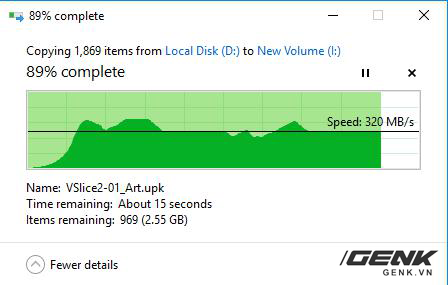 89% complete
Copying 1,869 items from Local Disk (D:) to New Volume (I:)
89% complete
Speed: 320 MB/s
Name: VSlice2-01_Art.upk
Time remaining: About 15 seconds
Items remaining: 969 (2.55 GB)
Fewer details
GENK
GENK.VN